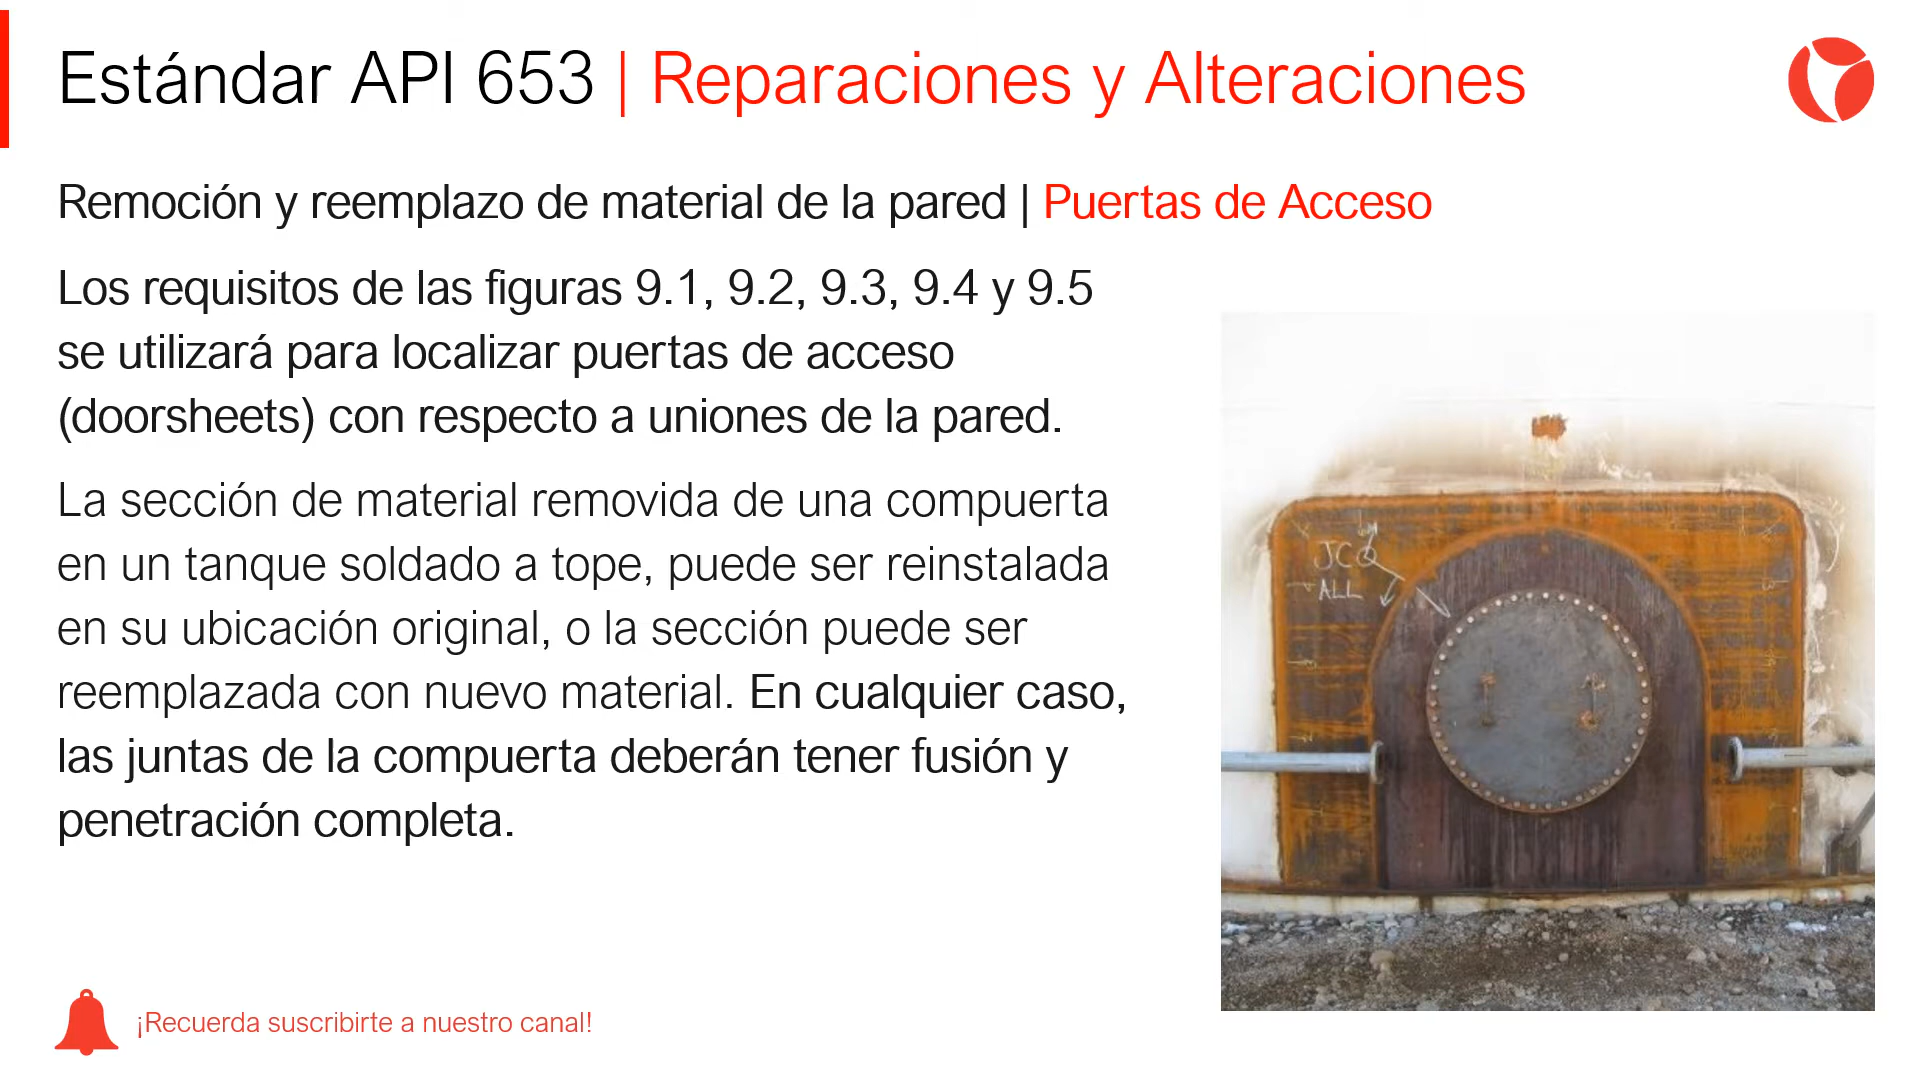 Estándar API 653 | Reparaciones y Alteraciones
Remoción y reemplazo de material de la pared | Puertas de Acceso
Los requisitos de las figuras 9.1, 9.2, 9.3, 9.4 y 9.5
se utilizará para localizar puertas de acceso
(doorsheets) con respecto a uniones de la pared.
La sección de material removida de una compuerta
en un tanque soldado a tope, puede ser reinstalada
en su ubicación original, o la sección puede ser
reemplazada con nuevo material. En cualquier caso,
las juntas de la compuerta deberán tener fusión y
penetración completa.
JCQ
ALL
¡Recuerda suscribirte a nuestro canal!